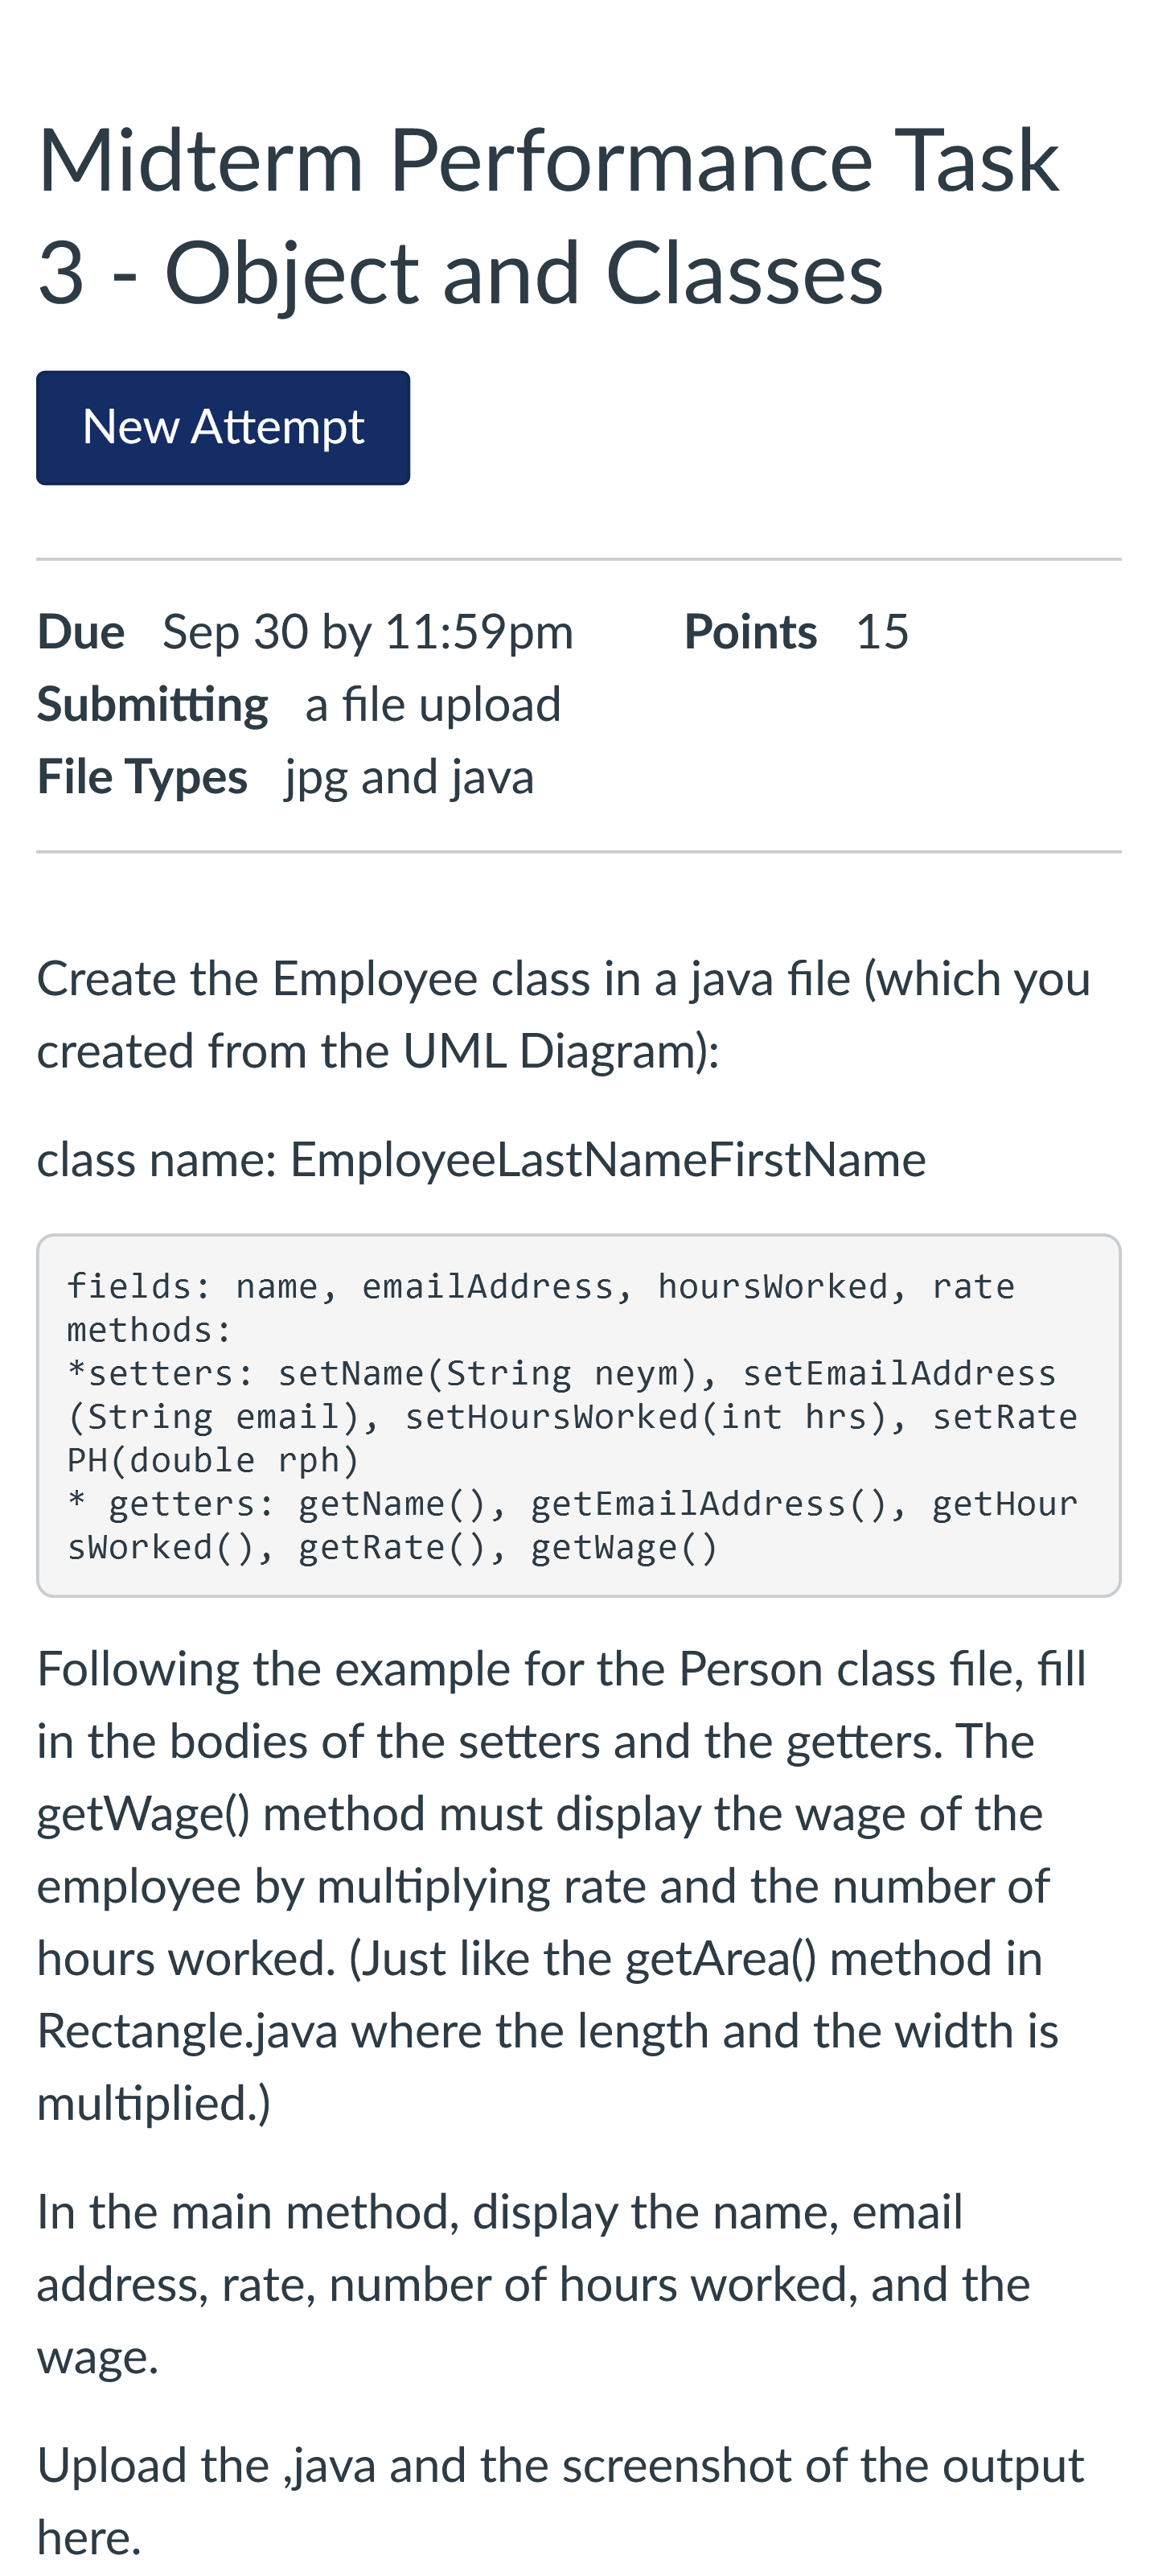 Midterm Performance Task
3 - Object and Classes
New Attempt
Due Sep 30 by 11:59pm Points 15
Submitting a file upload
File Types jpg and java
Create the Employee class in a java file (which you
created from the UML Diagram):
class name: EmployeeLastNameFirstName
fields: name, emailAddress, hoursWorked, rate
methods:
*setters: setName(String neym), setEmailAddress
(String email), setHoursWorked(int hrs), setRate
PH(double rph)
* getters: getName(), getEmailAddress(), getHour
sWorked(), getRate(), getWage()
Following the example for the Person class file, fill
in the bodies of the setters and the getters. The
getWage() method must display the wage of the
employee by multiplying rate and the number of
hours worked. (Just like the getArea() method in
Rectangle.java where the length and the width is
multiplied.)
In the main method, display the name, email
address, rate, number of hours worked, and the
wage.
Upload the ,java and the screenshot of the output
here.